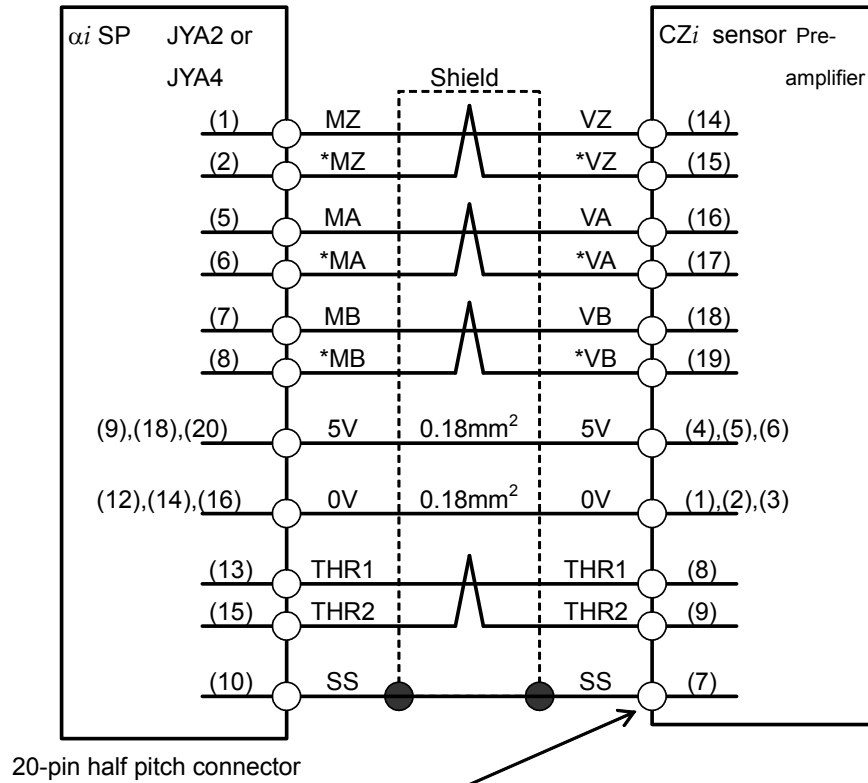 αi SP JYA2 or
JYA4
CZi sensor Pre-
amplifier
Shield
(1) MZ VZ (14)
(2) *MZ *VZ (15)
(5) MA VA (16)
(6) *MA *VA (17)
(7) MB VB (18)
(8) *MB *VB (19)
(9),(18),(20) 5V 0.18mm² 5V (4),(5),(6)
(12),(14),(16) 0V 0.18mm² 0V (1),(2),(3)
(13) THR1 THR1 (8)
(15) THR2 THR2 (9)
(10) SS SS (7)
20-pin half pitch connector